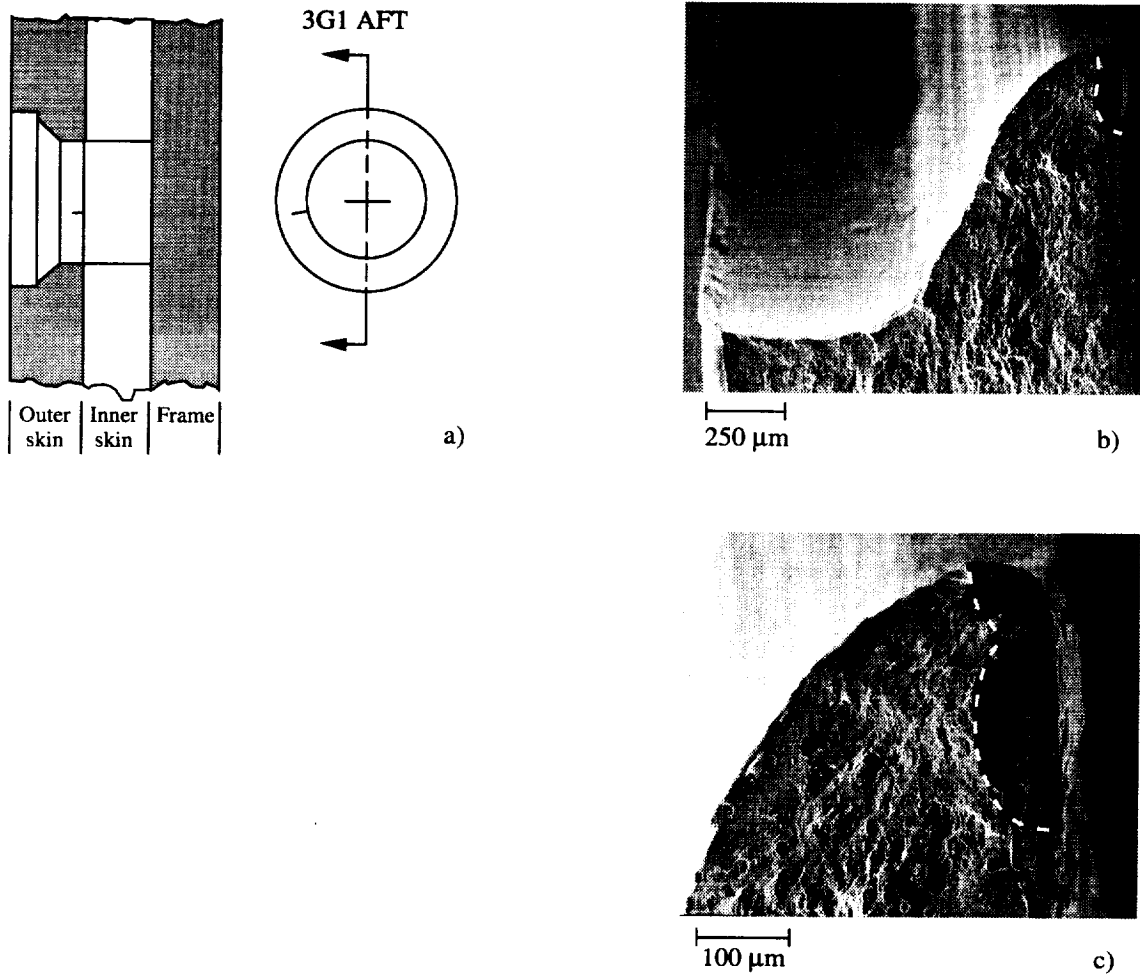 3G1 AFT
Outer skin
Inner skin
Frame
a)
250 μm
b)
100 μm
c)